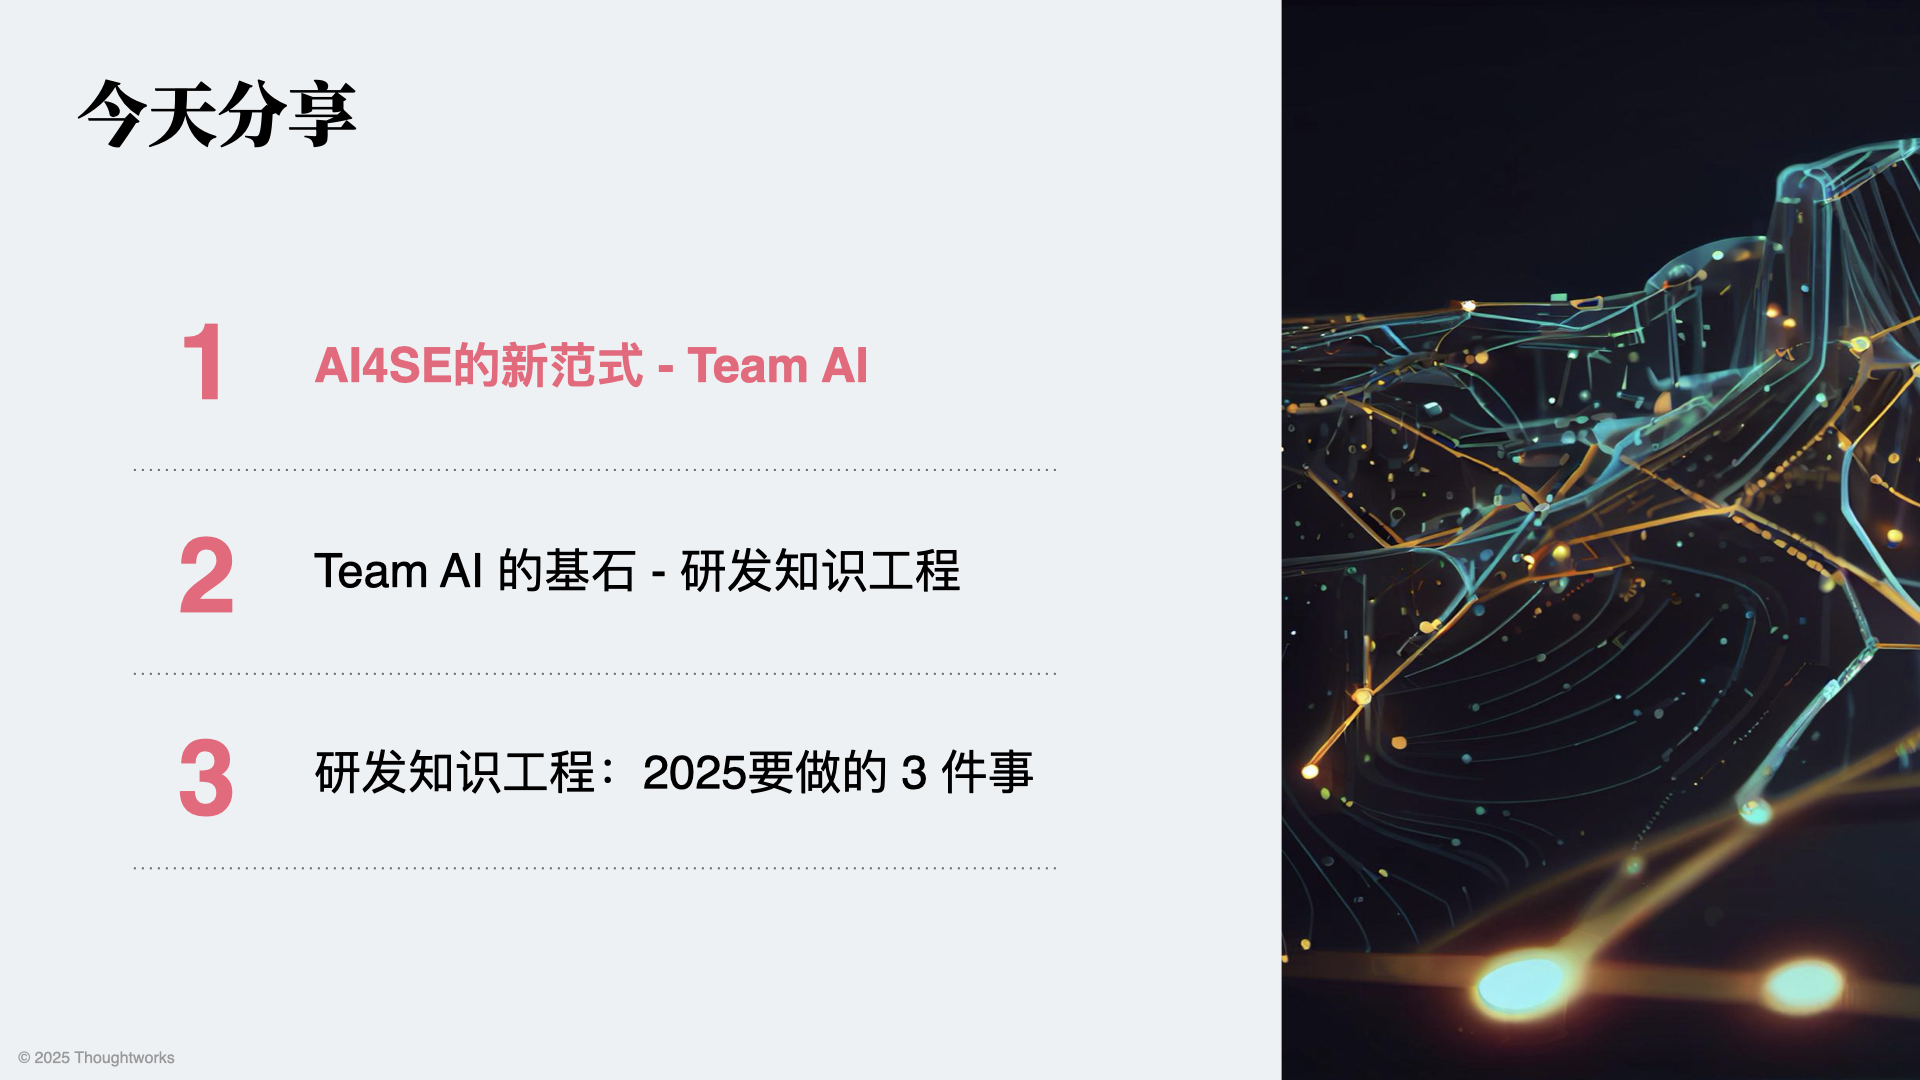 今天分享
1
AI4SE的新范式 - Team AI
2
Team AI 的基石 - 研发知识工程
3
研发知识工程：2025要做的 3 件事
© 2025 Thoughtworks